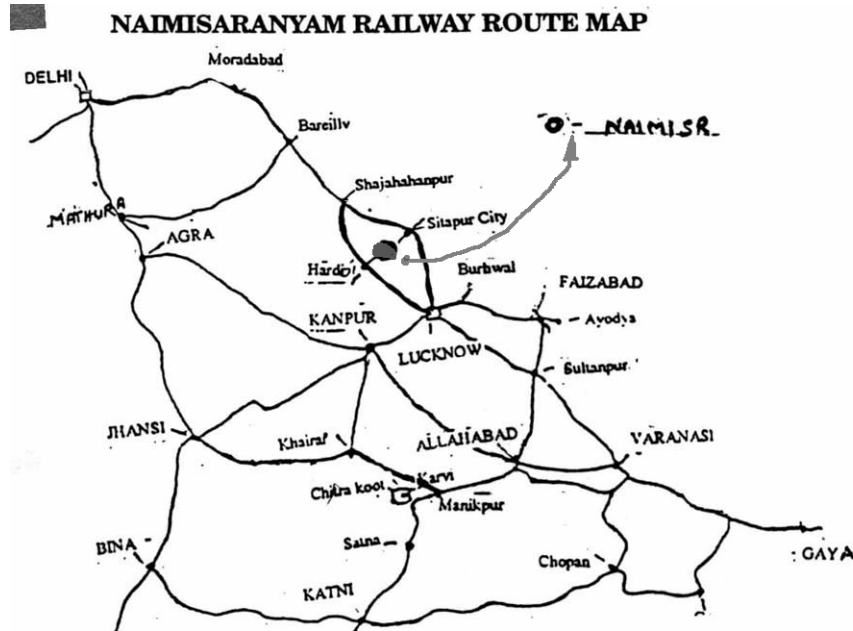 NAIMISARANYAM RAILWAY ROUTE MAP
Moradabad
DELHI
Bareilly
NAIMISR
Shajahahanpur
MATHURA
Sitapur City
AGRA
Hardoi
Burhwal
FAIZABAD
KANPUR
Ayodya
LUCKNOW
Sultanpur
JHANSI
Khairaf
ALLAHABAD
VARANASI
Karvi
Chitra koot
Manikpur
BINA
Satna
Chopan
GAYA
KATNI